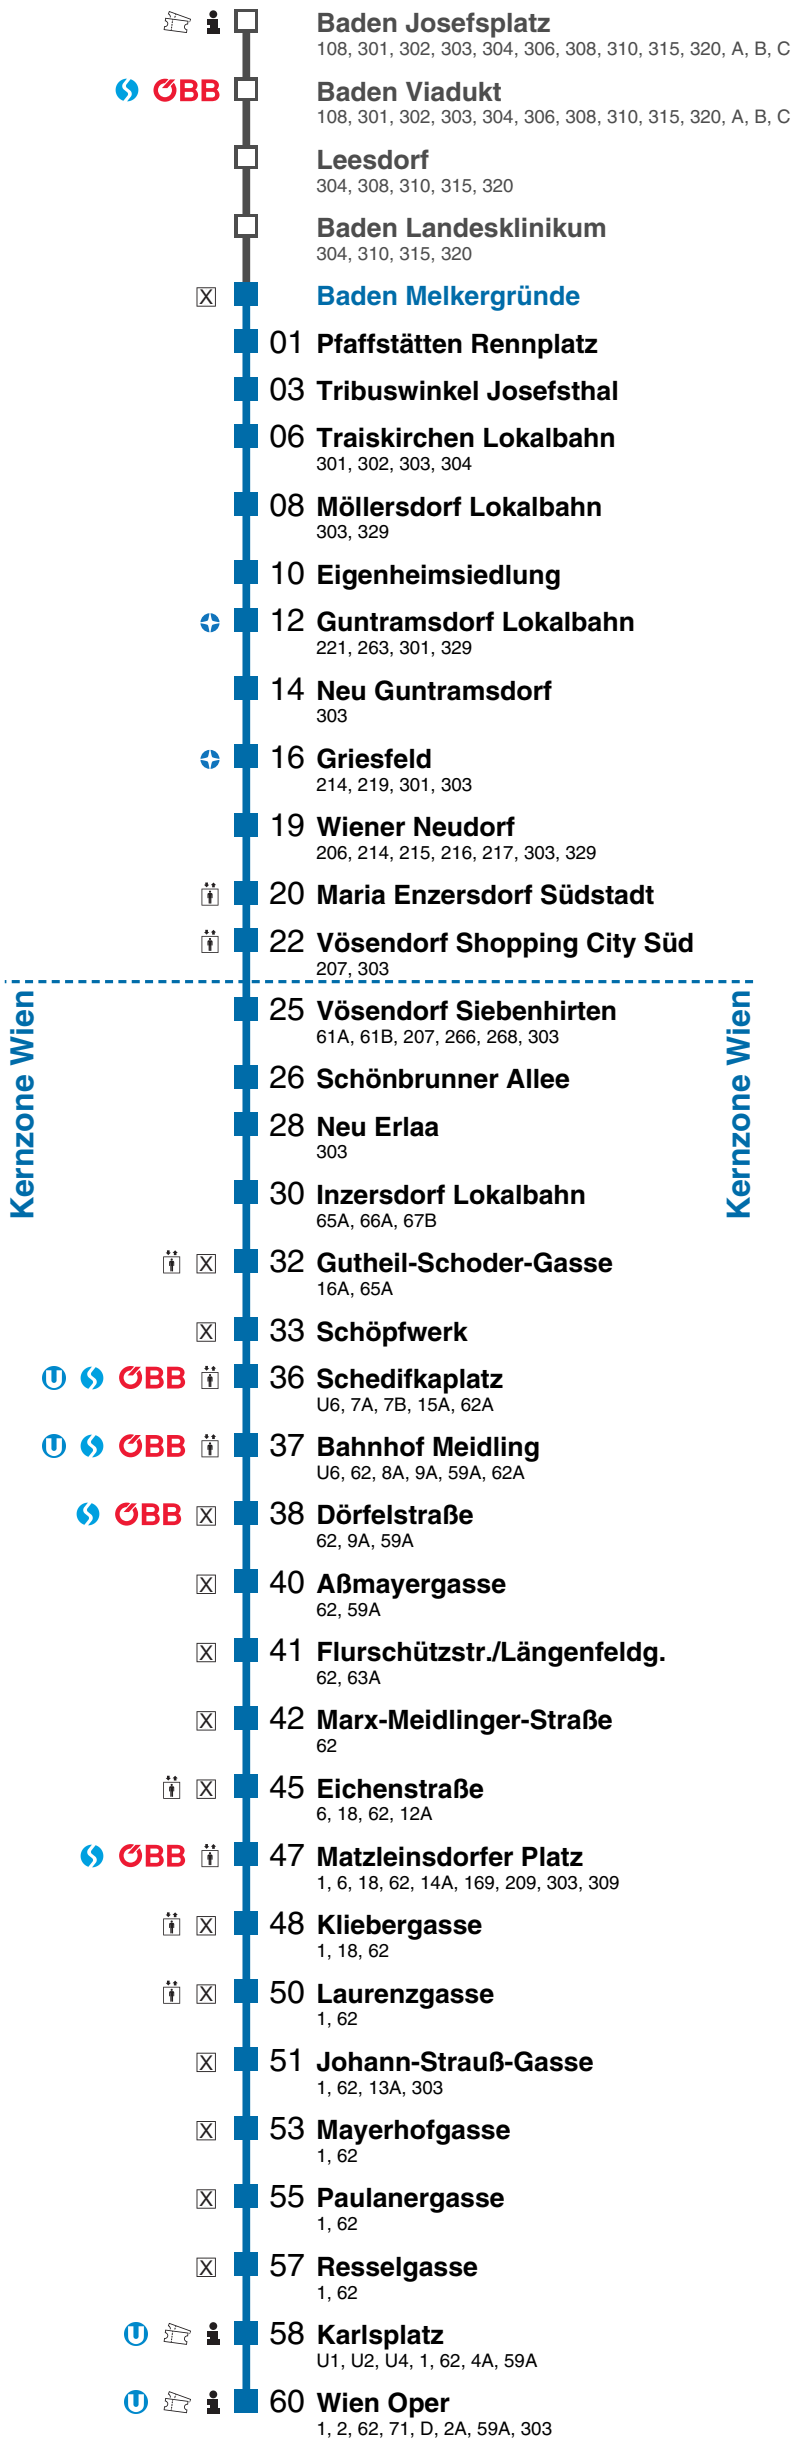 Baden Josefsplatz
108, 301, 302, 303, 304, 306, 308, 310, 315, 320, A, B, C
ÖBB Baden Viadukt
108, 301, 302, 303, 304, 306, 308, 310, 315, 320, A, B, C
Leesdorf
304, 308, 310, 315, 320
Baden Landesklinikum
304, 310, 315, 320
X Baden Melkergründe
01 Pfaffstätten Rennplatz
03 Tribuswinkel Josefsthal
06 Traiskirchen Lokalbahn
301, 302, 303, 304
08 Möllersdorf Lokalbahn
303, 329
10 Eigenheimsiedlung
12 Guntramsdorf Lokalbahn
221, 263, 301, 329
14 Neu Guntramsdorf
303
16 Griesfeld
214, 219, 301, 303
19 Wiener Neudorf
206, 214, 215, 216, 217, 303, 329
20 Maria Enzersdorf Südstadt
22 Vösendorf Shopping City Süd
207, 303
Kernzone Wien
Kernzone Wien
25 Vösendorf Siebenhirten
61A, 61B, 207, 266, 268, 303
26 Schönbrunner Allee
28 Neu Erlaa
303
30 Inzersdorf Lokalbahn
65A, 66A, 67B
X 32 Gutheil-Schoder-Gasse
16A, 65A
X 33 Schöpfwerk
U ÖBB 36 Schedifkaplatz
U6, 7A, 7B, 15A, 62A
U ÖBB 37 Bahnhof Meidling
U6, 62, 8A, 9A, 59A, 62A
ÖBB X 38 Dörfelstraße
62, 9A, 59A
X 40 Aßmayergasse
62, 59A
X 41 Flurschützstr./Längenfeldg.
62, 63A
X 42 Marx-Meidlinger-Straße
62
X 45 Eichenstraße
6, 18, 62, 12A
ÖBB 47 Matzleinsdorfer Platz
1, 6, 18, 62, 14A, 169, 209, 303, 309
X 48 Kliebergasse
1, 18, 62
X 50 Laurenzgasse
1, 62
X 51 Johann-Strauß-Gasse
1, 62, 13A, 303
X 53 Mayerhofgasse
1, 62
X 55 Paulanergasse
1, 62
X 57 Resselgasse
1, 62
U 58 Karlsplatz
U1, U2, U4, 1, 62, 4A, 59A
U 60 Wien Oper
1, 2, 62, 71, D, 2A, 59A, 303